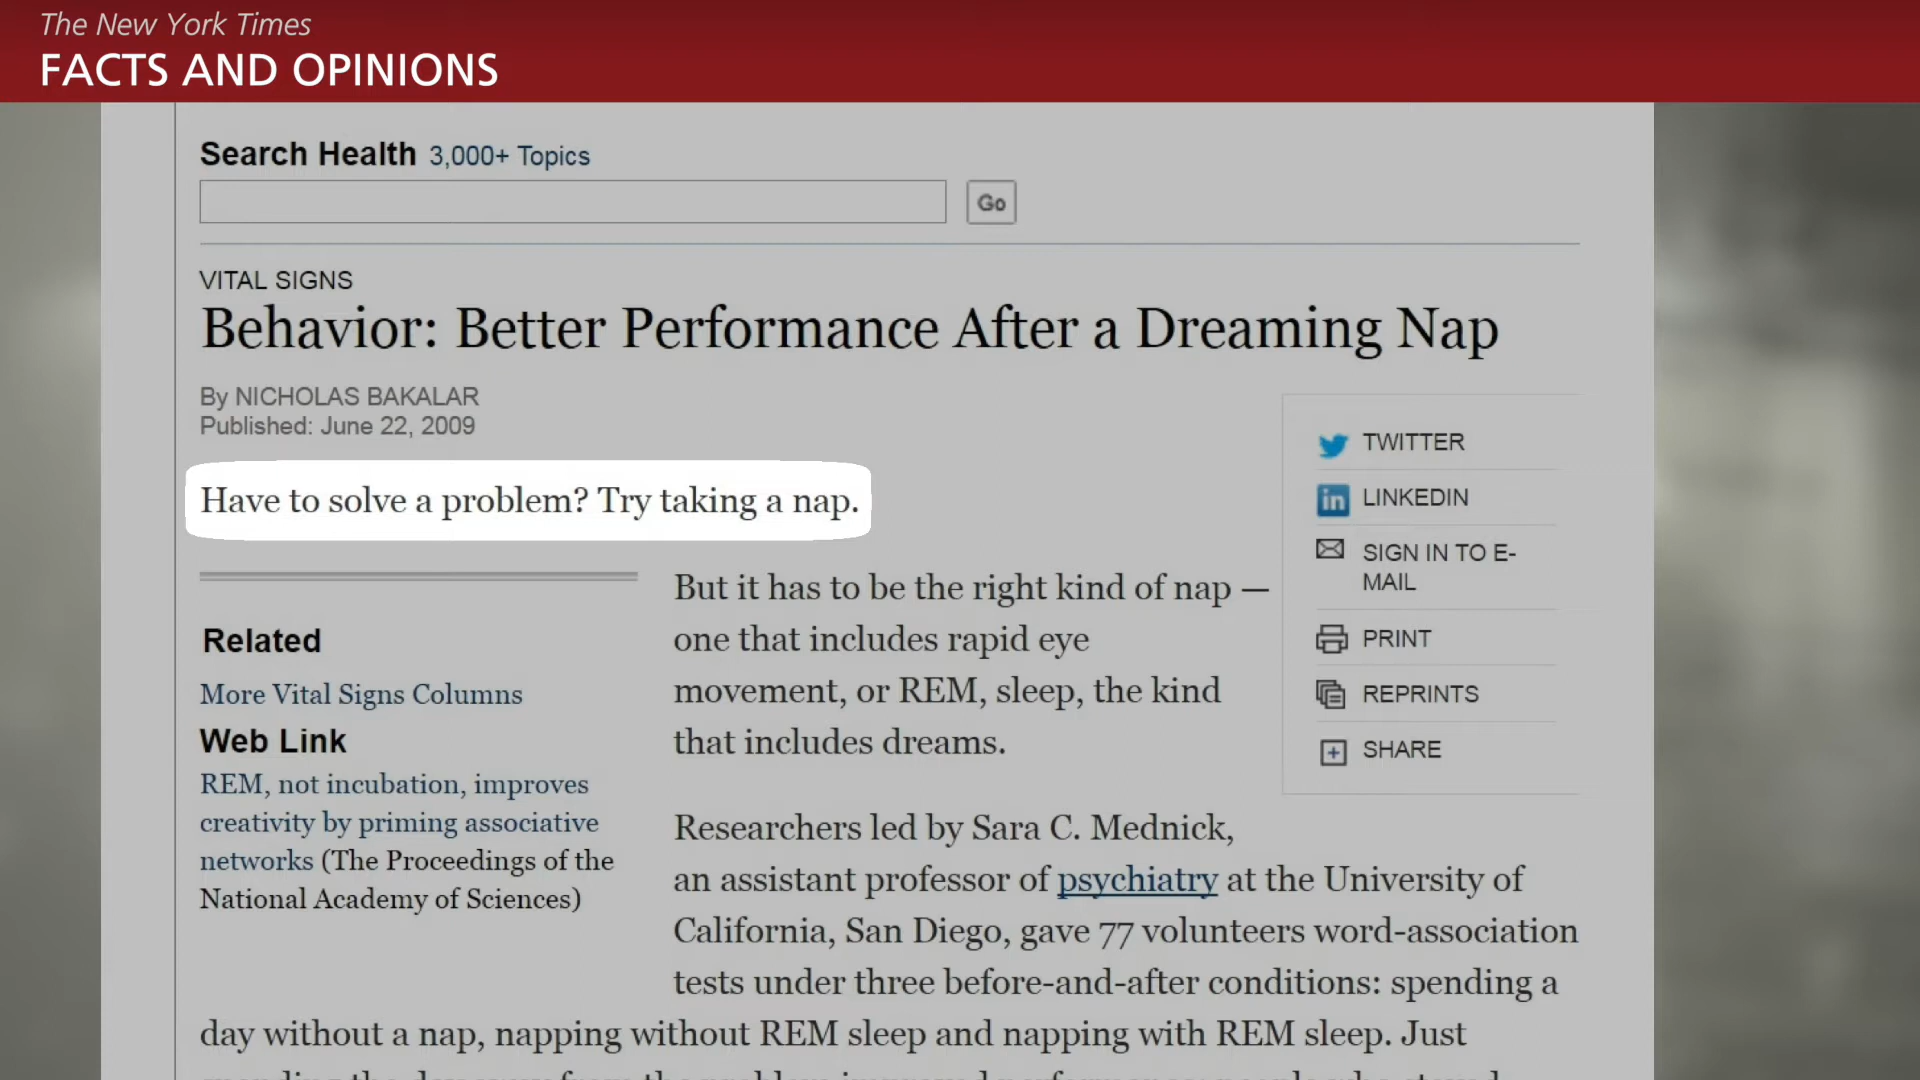 The New York Times
FACTS AND OPINIONS
Search Health 3,000+ Topics
Go
VITAL SIGNS
Behavior: Better Performance After a Dreaming Nap
By NICHOLAS BAKALAR
Published: June 22, 2009
Have to solve a problem? Try taking a nap.
TWITTER
LINKEDIN
SIGN IN TO E-
MAIL
PRINT
REPRINTS
SHARE
Related
More Vital Signs Columns
Web Link
REM, not incubation, improves
creativity by priming associative
networks (The Proceedings of the
National Academy of Sciences)
But it has to be the right kind of nap —
one that includes rapid eye
movement, or REM, sleep, the kind
that includes dreams.
Researchers led by Sara C. Mednick,
an assistant professor of psychiatry at the University of
California, San Diego, gave 77 volunteers word-association
tests under three before-and-after conditions: spending a
day without a nap, napping without REM sleep and napping with REM sleep. Just